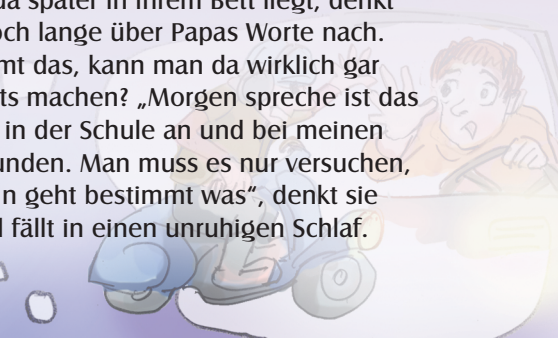 da später in ihrem Bett liegt, denkt
och lange über Papas Worte nach.
mt das, kann man da wirklich gar
ts machen? „Morgen spreche ist das
in der Schule an und bei meinen
unden. Man muss es nur versuchen,
n geht bestimmt was“, denkt sie
fällt in einen unruhigen Schlaf.